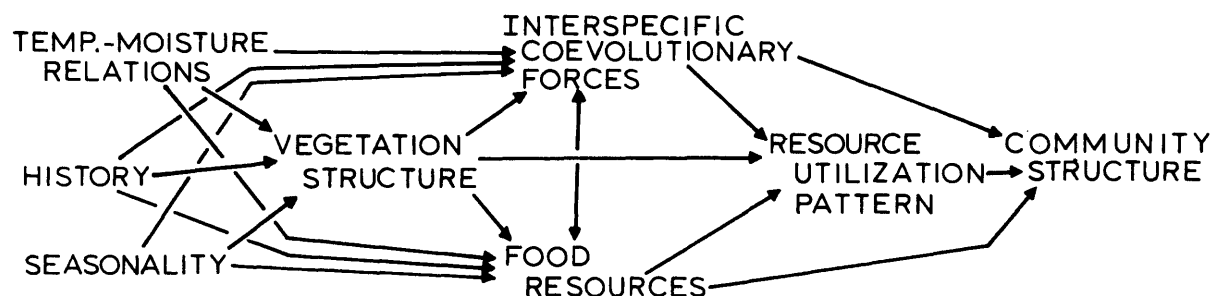 TEMP.-MOISTURE
RELATIONS
HISTORY
SEASONALITY
VEGETATION
STRUCTURE
INTERSPECIFIC
COEVOLUTIONARY
FORCES
FOOD
RESOURCES
RESOURCE
UTILIZATION
PATTERN
COMMUNITY
STRUCTURE